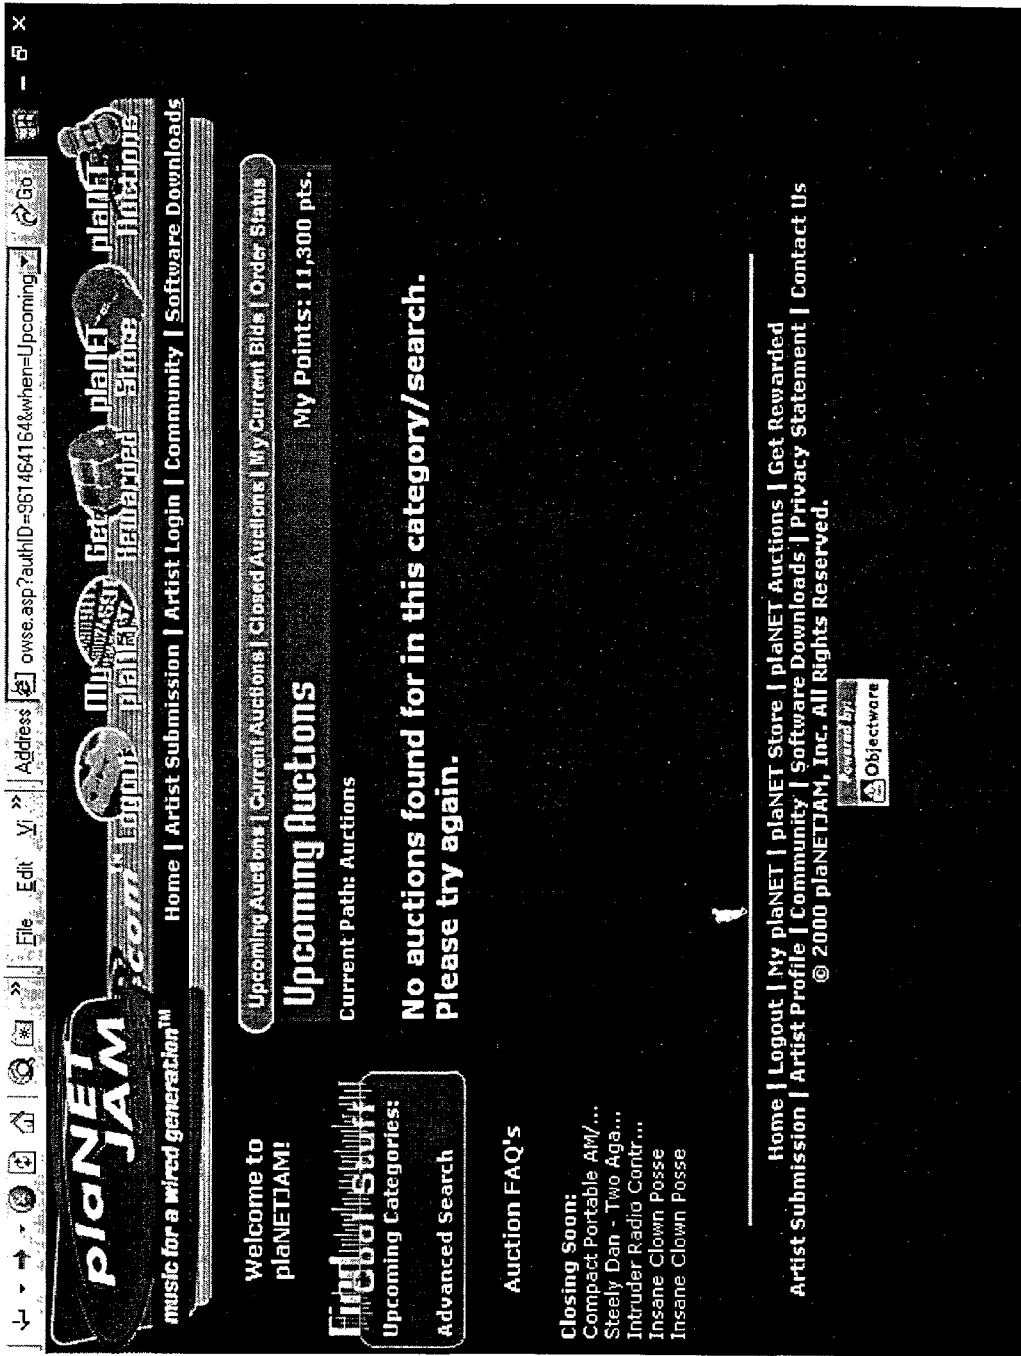 File Edit Vi » Address owse.asp?authID=961464164&when=Upcoming Go
plaNET JAM .com™
Logout
My plaNET
Get Rewarded
plaNET Store
plaNET Auctions
music for a wired generation™
Home | Artist Submission | Artist Login | Community | Software Downloads
Welcome to
plaNETJAM!
Find Cool Stuff
Upcoming Categories:
Advanced Search
Auction FAQ's
Closing Soon:
Compact Portable AM/...
Steely Dan - Two Aga...
Intruder Radio Contr...
Insane Clown Posse
Insane Clown Posse
Upcoming Auctions | Current Auctions | Closed Auctions | My Current Bids | Order Status
Upcoming Auctions
My Points: 11,300 pts.
Current Path: Auctions
No auctions found for in this category/search.
Please try again.
Home | Logout | My plaNET | plaNET Store | plaNET Auctions | Get Rewarded
Artist Submission | Artist Profile | Community | Software Downloads | Privacy Statement | Contact Us
© 2000 plaNETJAM, Inc. All Rights Reserved.
Powered by:
Objectware